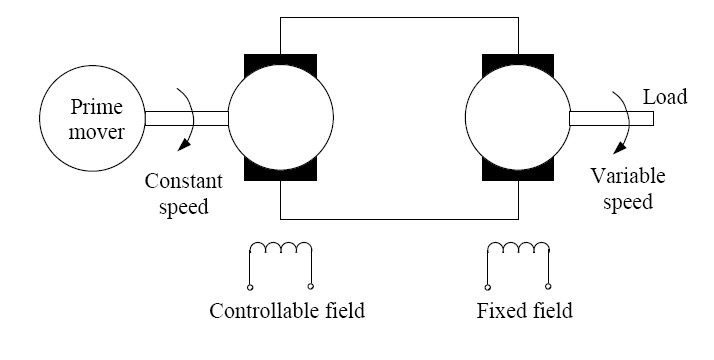 Prime
mover
Constant
speed
Load
Variable
speed
Controllable field
Fixed field